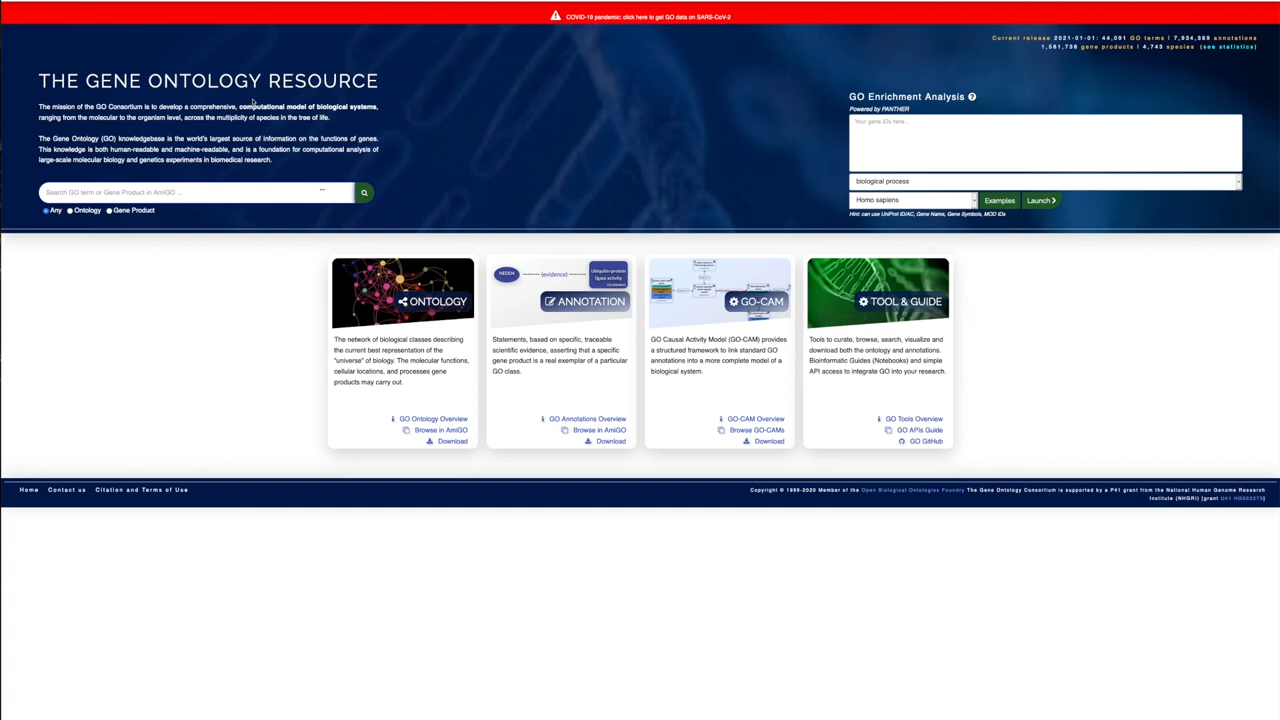 COVID-19 pandemic: click here to get GO data on SARS-CoV-2
Current release 2021-01-01: 44,091 GO terms | 7,934,369 annotations
1,561,738 gene products | 4,743 species (see statistics)
THE GENE ONTOLOGY RESOURCE
The mission of the GO Consortium is to develop a comprehensive, computational model of biological systems,
ranging from the molecular to the organism level, across the multiplicity of species in the tree of life.
The Gene Ontology (GO) knowledgebase is the world's largest source of information on the functions of genes.
This knowledge is both human-readable and machine-readable, and is a foundation for computational analysis of
large-scale molecular biology and genetics experiments in biomedical research.
Search GO term or Gene Product in AmiGO ...
Any Ontology Gene Product
GO Enrichment Analysis
Powered by PANTHER
Your gene IDs here...
biological process
Homo sapiens
Examples
Launch
Hint: can use UniProt ID/AC, Gene Name, Gene Symbols, MOD IDs
ONTOLOGY
The network of biological classes describing
the current best representation of the
"universe" of biology. The molecular functions,
cellular locations, and processes gene
products may carry out.
GO Ontology Overview
Browse in AmiGO
Download
NEDD4
(evidence)
Ubiquitin-protein
ligase activity
ANNOTATION
Statements, based on specific, traceable
scientific evidence, asserting that a specific
gene product is a real exemplar of a particular
GO class.
GO Annotations Overview
Browse in AmiGO
Download
GO-CAM
GO Causal Activity Model (GO-CAM) provides
a structured framework to link standard GO
annotations into a more complete model of a
biological system.
GO-CAM Overview
Browse GO-CAMs
Download
TOOL & GUIDE
Tools to curate, browse, search, visualize and
download both the ontology and annotations.
Bioinformatic Guides (Notebooks) and simple
API access to integrate GO into your research.
GO Tools Overview
GO APIs Guide
GO GitHub
Home Contact us Citation and Terms of Use
Copyright © 1999-2020 Member of the Open Biological Ontologies Foundry The Gene Ontology Consortium is supported by a P41 grant from the National Human Genome Research
Institute (NHGRI) [grant U41 HG002273]